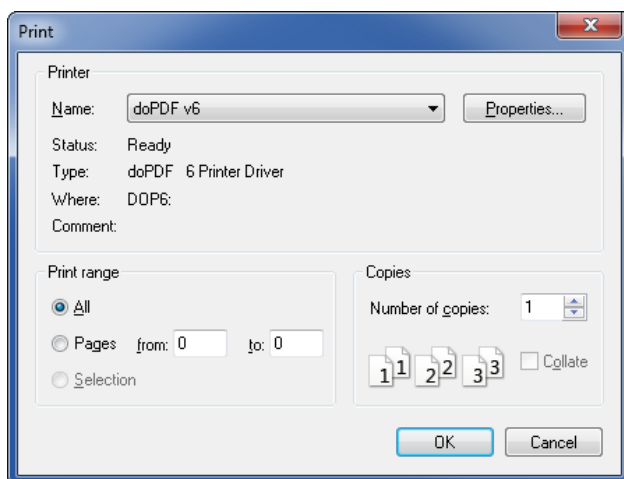 Print
Printer
Name: doPDF v6 Properties...
Status: Ready
Type: doPDF 6 Printer Driver
Where: DOP6:
Comment:
Print range
All
Pages from: 0 to: 0
Selection
Copies
Number of copies: 1
1 1 2 2 3 3 Collate
OK Cancel